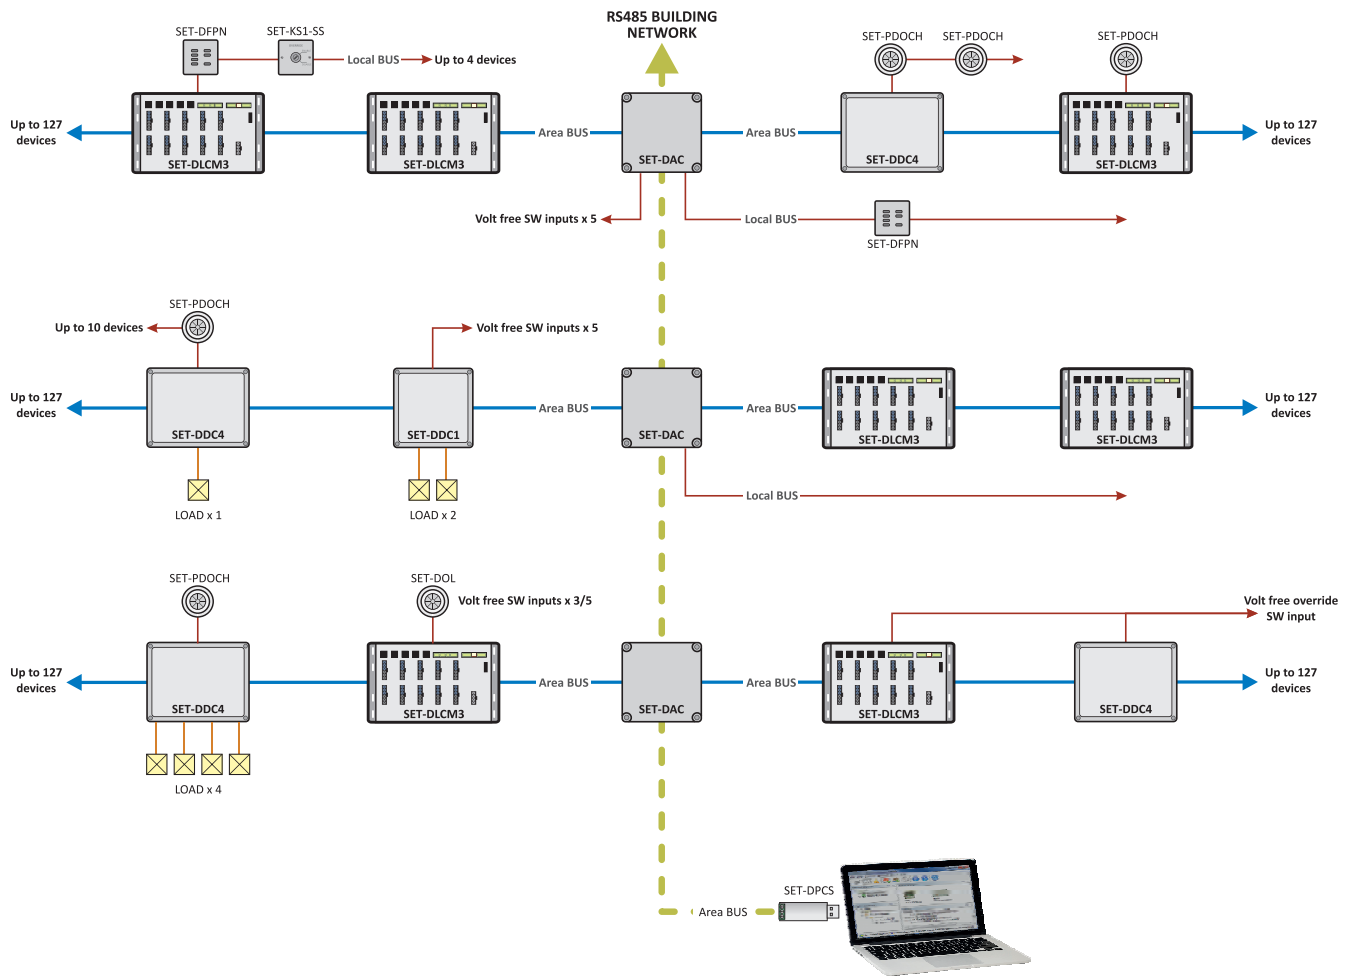 RS485 BUILDING
NETWORK
SET-DFPN
SET-KS1-SS
Local BUS
Up to 4 devices
SET-PDOCH
SET-PDOCH
SET-PDOCH
Up to 127
devices
SET-DLCM3
SET-DLCM3
Area BUS
SET-DAC
Area BUS
SET-DDC4
SET-DLCM3
Up to 127
devices
Volt free SW inputs x 5
Local BUS
SET-DFPN
SET-PDOCH
Up to 10 devices
Volt free SW inputs x 5
Up to 127
devices
SET-DDC4
SET-DDC1
Area BUS
SET-DAC
Area BUS
SET-DLCM3
SET-DLCM3
Up to 127
devices
LOAD x 1
LOAD x 2
Local BUS
SET-PDOCH
SET-DOL
Volt free SW inputs x 3/5
Volt free override
SW input
Up to 127
devices
SET-DDC4
SET-DLCM3
Area BUS
SET-DAC
Area BUS
SET-DLCM3
SET-DDC4
Up to 127
devices
LOAD x 4
SET-DPCS
Area BUS